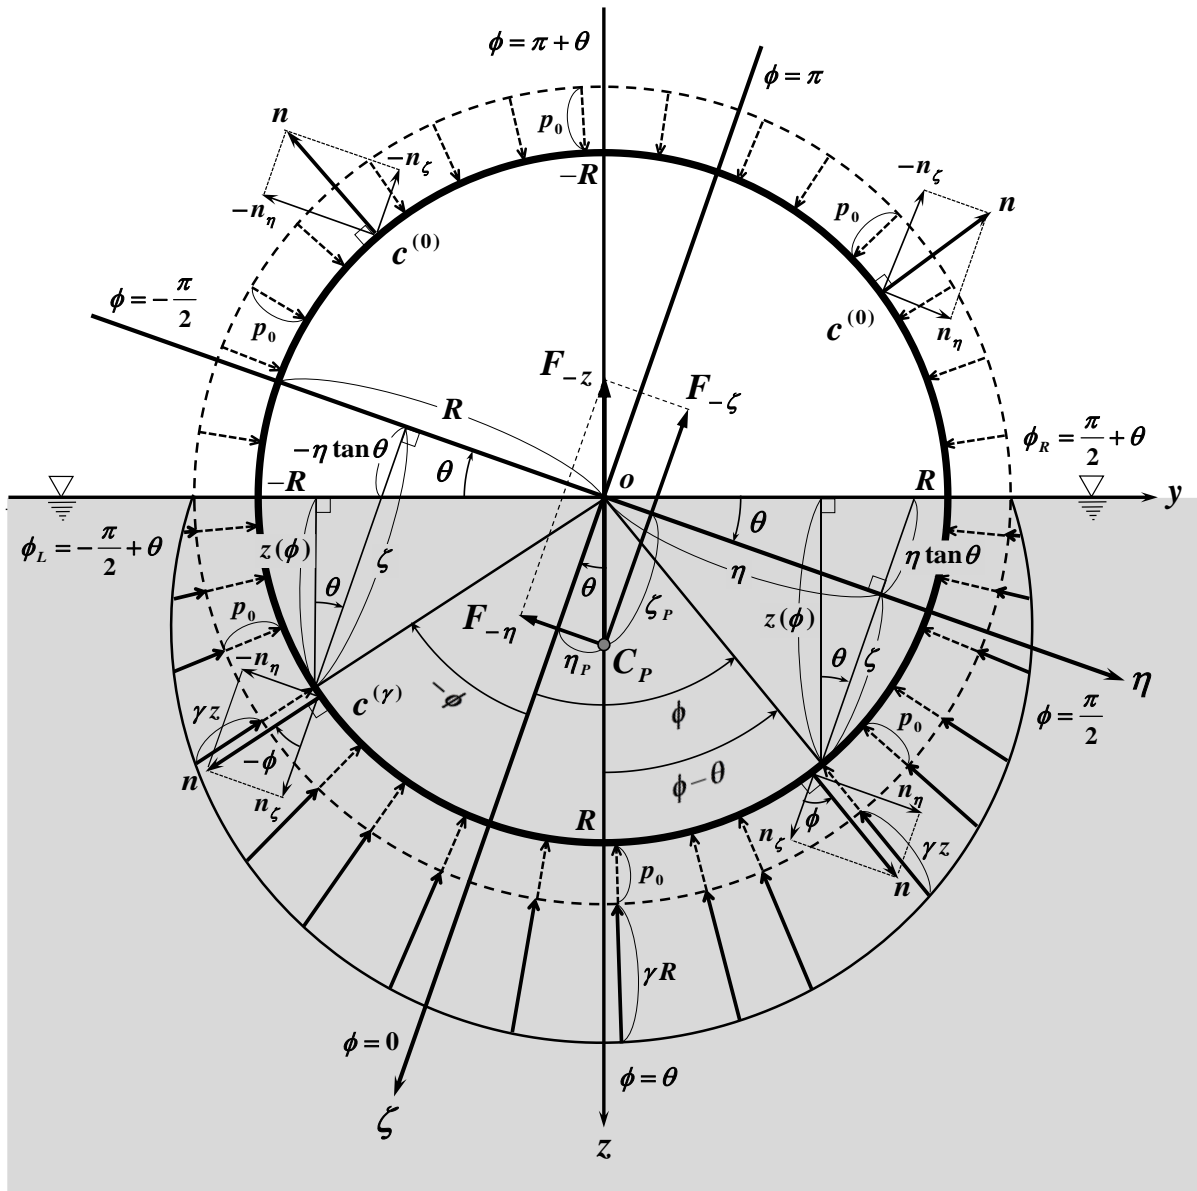 ϕ = π + θ
ϕ = π
n
p₀
−n_ζ
−R
−n_ζ
n
−n_η
p₀
c⁽⁰⁾
ϕ = −π/2
c⁽⁰⁾
n_η
p₀
F₋z
F₋ζ
R
−η tan θ
ϕ_R = π/2 + θ
θ
−R
o
R
y
θ
ϕ_L = −π/2 + θ
z(ϕ)
ζ
η tan θ
η
θ
θ
ζ_P
z(ϕ)
p₀
F₋η
−n_η
η_P
C_P
θ
ζ
η
c⁽γ⁾
−ϕ
ϕ
γz
p₀
ϕ = π/2
−ϕ
n
ϕ − θ
n_ζ
n_η
R
ϕ
n_ζ
γz
p₀
n
γR
ϕ = 0
ϕ = θ
ζ
z